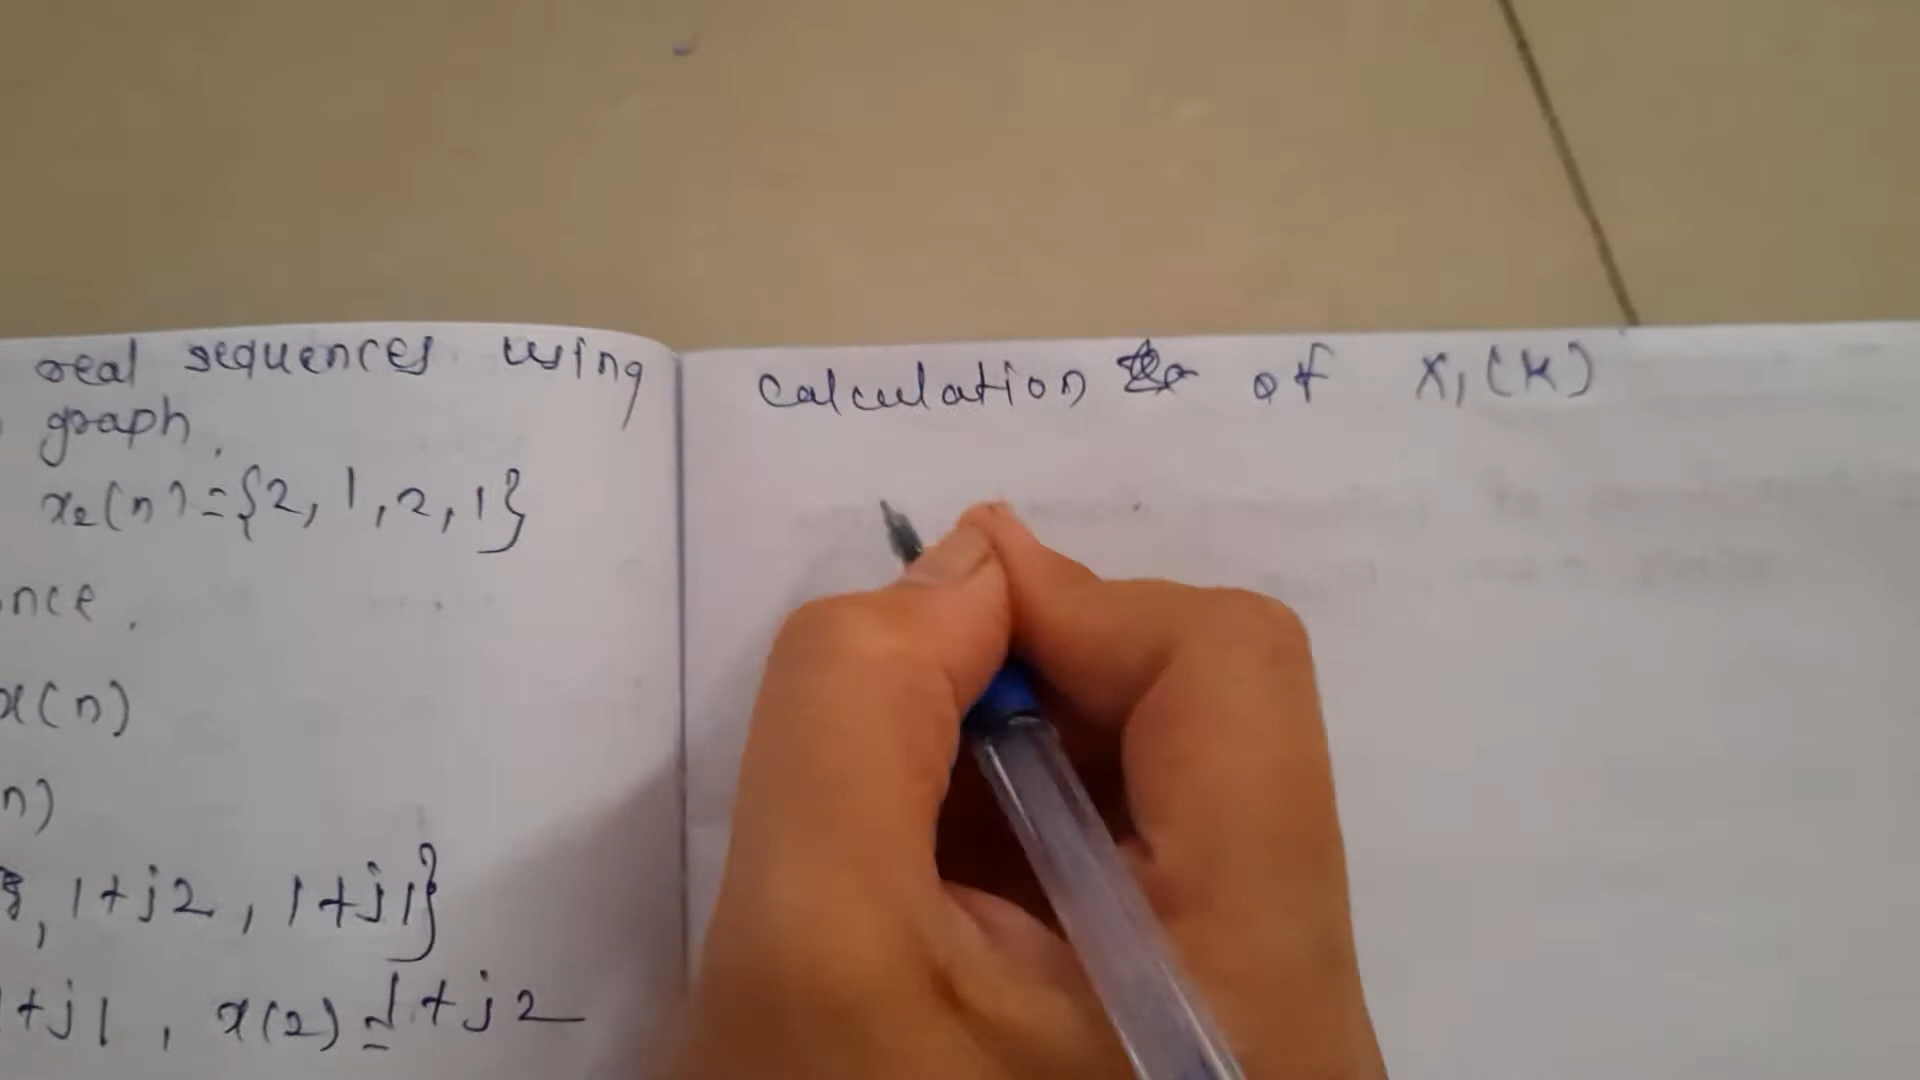 real sequences using
graph.
x2(n)={2, 1, 2, 1}
nce.
x(n)
n)
, 1+j2, 1+j1}
+j1, x(2)=1+j2
Calculation of X1(k)